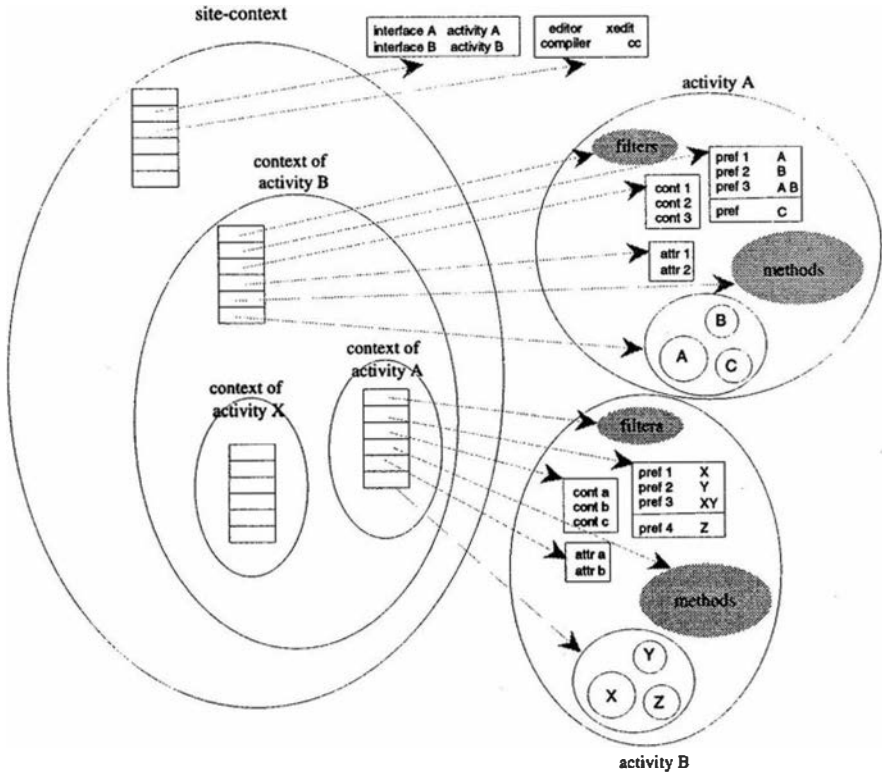 site-context
interface A activity A
interface B activity B
editor xedit
compiler cc
activity A
filters
pref 1 A
pref 2 B
pref 3 A B
pref C
cont 1
cont 2
cont 3
attr 1
attr 2
methods
B
A
C
context of
activity B
context of
activity A
context of
activity X
filters
pref 1 X
pref 2 Y
pref 3 XY
pref 4 Z
cont a
cont b
cont c
attr a
attr b
methods
Y
X
Z
activity B